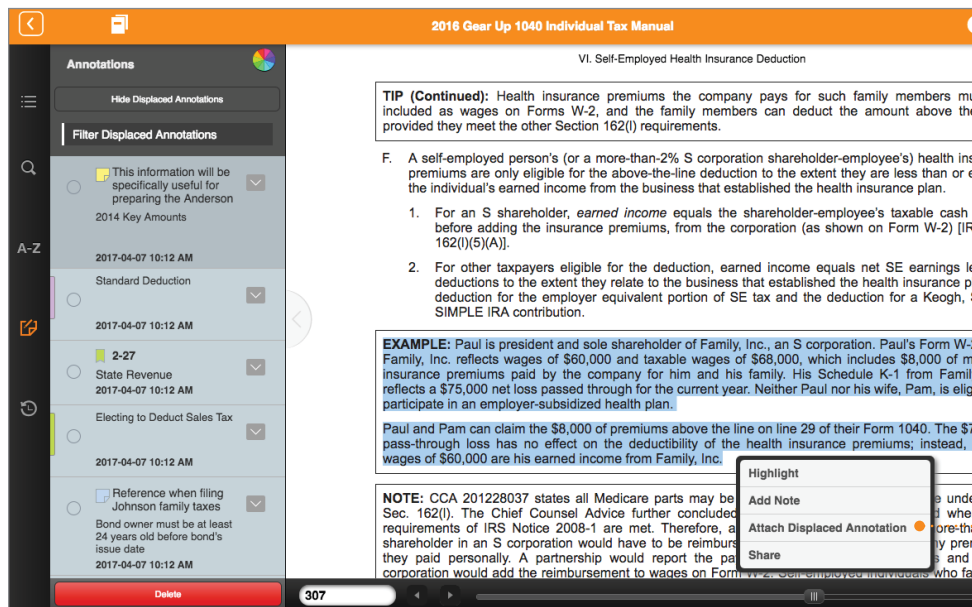 2016 Gear Up 1040 Individual Tax Manual
Annotations
Hide Displaced Annotations
Filter Displaced Annotations
This information will be
specifically useful for
preparing the Anderson
2014 Key Amounts
2017-04-07 10:12 AM
Standard Deduction
2017-04-07 10:12 AM
2-27
State Revenue
2017-04-07 10:12 AM
Electing to Deduct Sales Tax
2017-04-07 10:12 AM
Reference when filing
Johnson family taxes
Bond owner must be at least
24 years old before bond's
issue date
2017-04-07 10:12 AM
Delete
A-Z
VI. Self-Employed Health Insurance Deduction
TIP (Continued): Health insurance premiums the company pays for such family members
included as wages on Forms W-2, and the family members can deduct the amount above
provided they meet the other Section 162(l) requirements.
F. A self-employed person's (or a more-than-2% S corporation shareholder-employee's) health
premiums are only eligible for the above-the-line deduction to the extent they are less than or
the individual's earned income from the business that established the health insurance plan.
1. For an S shareholder, earned income equals the shareholder-employee's taxable cash
before adding the insurance premiums, from the corporation (as shown on Form W-2)
162(l)(5)(A)].
2. For other taxpayers eligible for the deduction, earned income equals net SE earnings
deductions to the extent they relate to the business that established the health insurance
deduction for the employer equivalent portion of SE tax and the deduction for a Keogh,
SIMPLE IRA contribution.
EXAMPLE: Paul is president and sole shareholder of Family, Inc., an S corporation. Paul's Form
Family, Inc. reflects wages of $60,000 and taxable wages of $68,000, which includes $8,000 of
insurance premiums paid by the company for him and his family. His Schedule K-1 from
reflects a $75,000 net loss passed through for the current year. Neither Paul nor his wife, Pam, is
participate in an employer-subsidized health plan.
Paul and Pam can claim the $8,000 of premiums above the line on line 29 of their Form 1040. The
pass-through loss has no effect on the deductibility of the health insurance premiums; instead,
wages of $60,000 are his earned income from Family, Inc.
NOTE: CCA 201228037 states all Medicare parts may be
Sec. 162(l). The Chief Counsel Advice further concluded
requirements of IRS Notice 2008-1 are met. Therefore, a
shareholder in an S corporation would have to be
they paid personally. A partnership would report the and
corporation would add the reimbursement to wages on Form W-2. Self-employed individuals who
Highlight
Add Note
Attach Displaced Annotation
Share
307